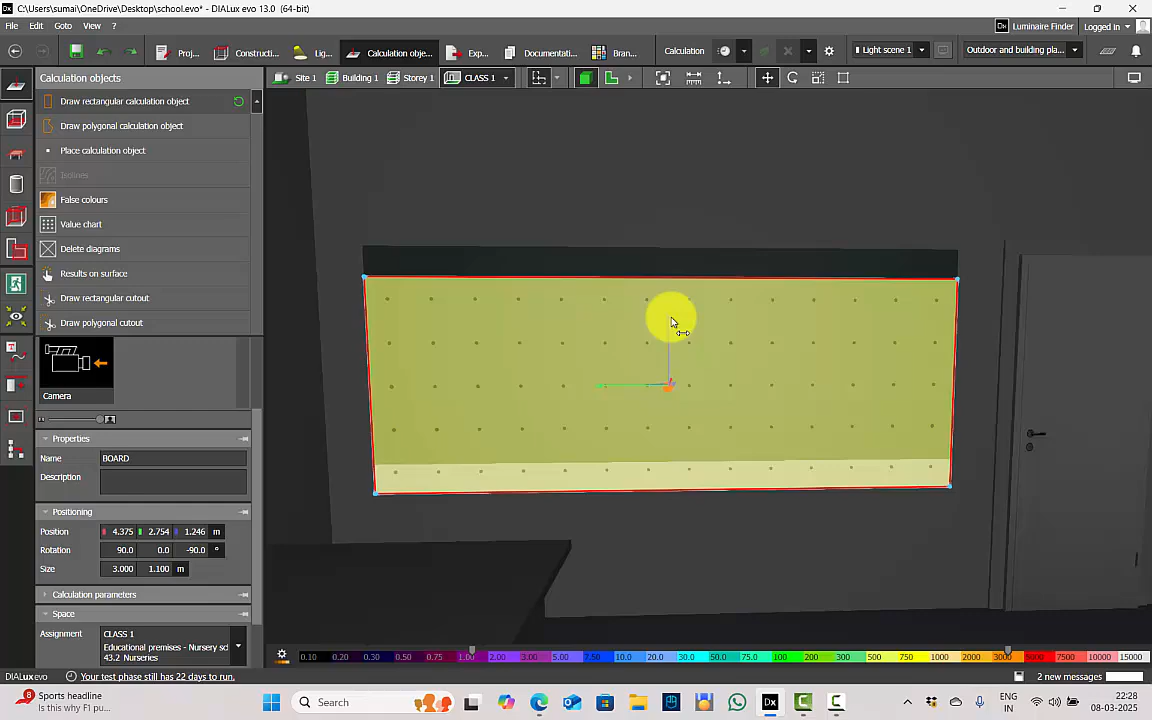 C:\Users\sumai\OneDrive\Desktop\school.evo* - DIALux evo 13.0 (64-bit)
File Edit Goto View ??
Luminaire Finder Logged in
Proj... Constructi... Lig... Calculation obje... Exp... Documentati... Bran... Calculation Light scene 1 Outdoor and building pla...
Calculation objects
Site 1 Building 1 Storey 1 CLASS 1
Draw rectangular calculation object
Draw polygonal calculation object
Place calculation object
Isolines
False colours
Value chart
Delete diagrams
Results on surface
Draw rectangular cutout
Draw polygonal cutout
Camera
Properties
Name BOARD
Description
Positioning
Position 4.375 2.754 1.246 m
Rotation 90.0 0.0 -90.0 °
Size 3.000 1.100 m
Calculation parameters
Space
Assignment CLASS 1
Educational premises - Nursery sc
43.2 Nurseries
0.10 0.20 0.30 0.50 0.75 1.00 2.00 3.00 5.00 7.50 10.0 20.0 30.0 50.0 75.0 100 200 300 500 750 1000 2000 3000 5000 7500 10000 15000
DIALux evo Your test phase still has 22 days to run. 2 new messages
8 Sports headline
Is this why F1 pu...
Search
ENG
IN
22:28
08-03-2025